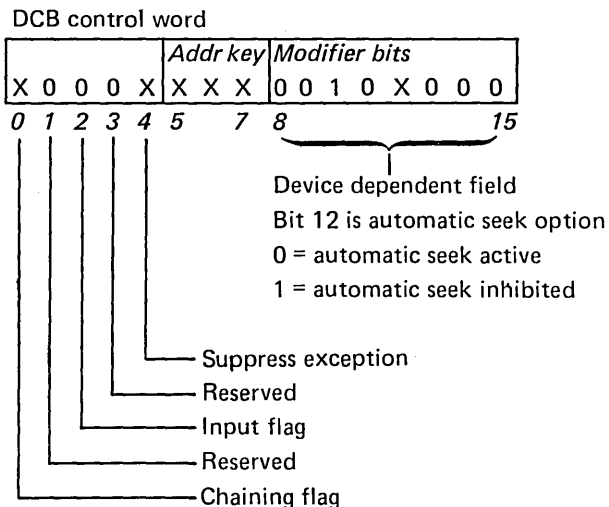 DCB control word
Addr key Modifier bits
X 0 0 0 X X X X 0 0 1 0 X 0 0 0
0 1 2 3 4 5 7 8 15
Device dependent field
Bit 12 is automatic seek option
0 = automatic seek active
1 = automatic seek inhibited
Suppress exception
Reserved
Input flag
Reserved
Chaining flag